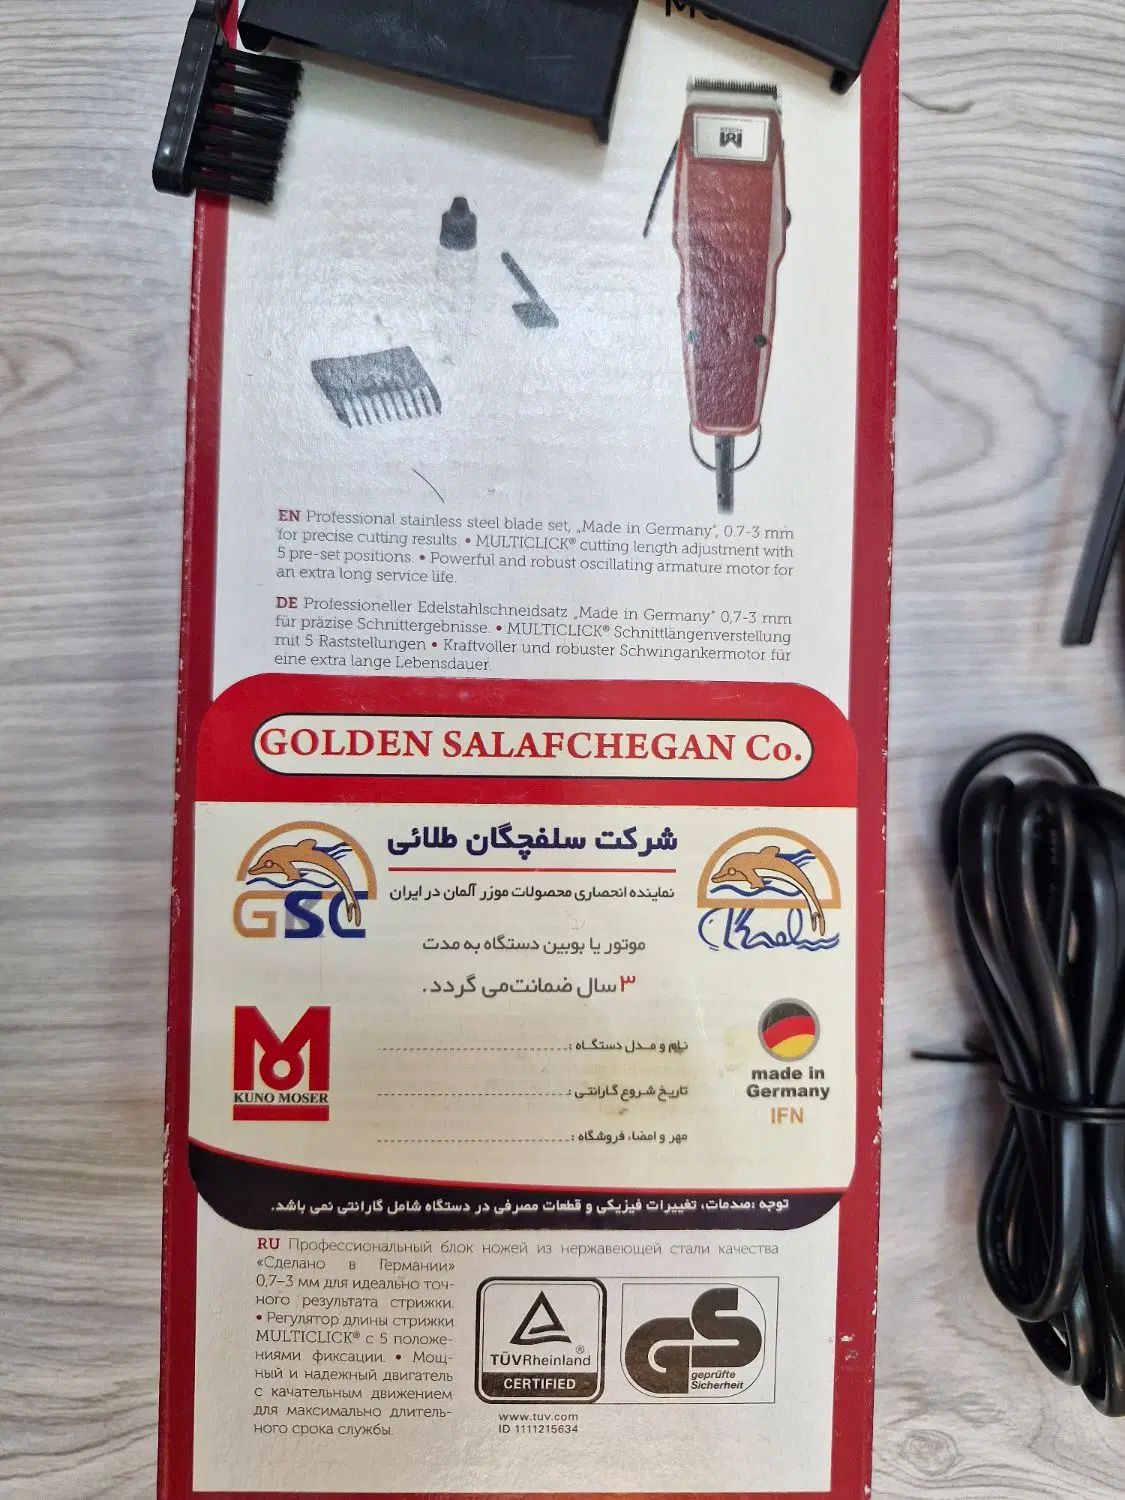 MOSER
EN Professional stainless steel blade set, „Made in Germany", 0.7-3 mm
for precise cutting results. • MULTICLICK® cutting length adjustment with
5 pre-set positions. • Powerful and robust oscillating armature motor for
an extra long service life.
DE Professioneller Edelstahlschneidsatz „Made in Germany" 0,7-3 mm
für präzise Schnittergebnisse. • MULTICLICK® Schnittlängenverstellung
mit 5 Raststellungen • Kraftvoller und robuster Schwingankermotor für
eine extra lange Lebensdauer.
GOLDEN SALAFCHEGAN Co.
شرکت سلفچگان طلائی
نماینده انحصاری محصولات موزر آلمان در ایران
GSC
موتور یا بوبین دستگاه به مدت
۳ سال ضمانت می گردد.
KUNO MOSER
made in
Germany
IFN
نام و مدل دستگاه :
تاریخ شروع گارانتی :
مهر و امضاء فروشگاه :
توجه :صدمات، تغییرات فیزیکی و قطعات مصرفی در دستگاه شامل گارانتی نمی باشد.
RU Профессиональный блок ножей из нержавеющей стали качества
«Сделано в Германии»
0,7–3 мм для идеально точ-
ного результата стрижки.
• Регулятор длины стрижки
MULTICLICK® с 5 положе-
ниями фиксации. • Мощ-
ный и надежный двигатель
с качательным движением
для максимально длитель-
ного срока службы.
TÜVRheinland®
CERTIFIED
www.tuv.com
ID 1111215634
GS
geprüfte
Sicherheit